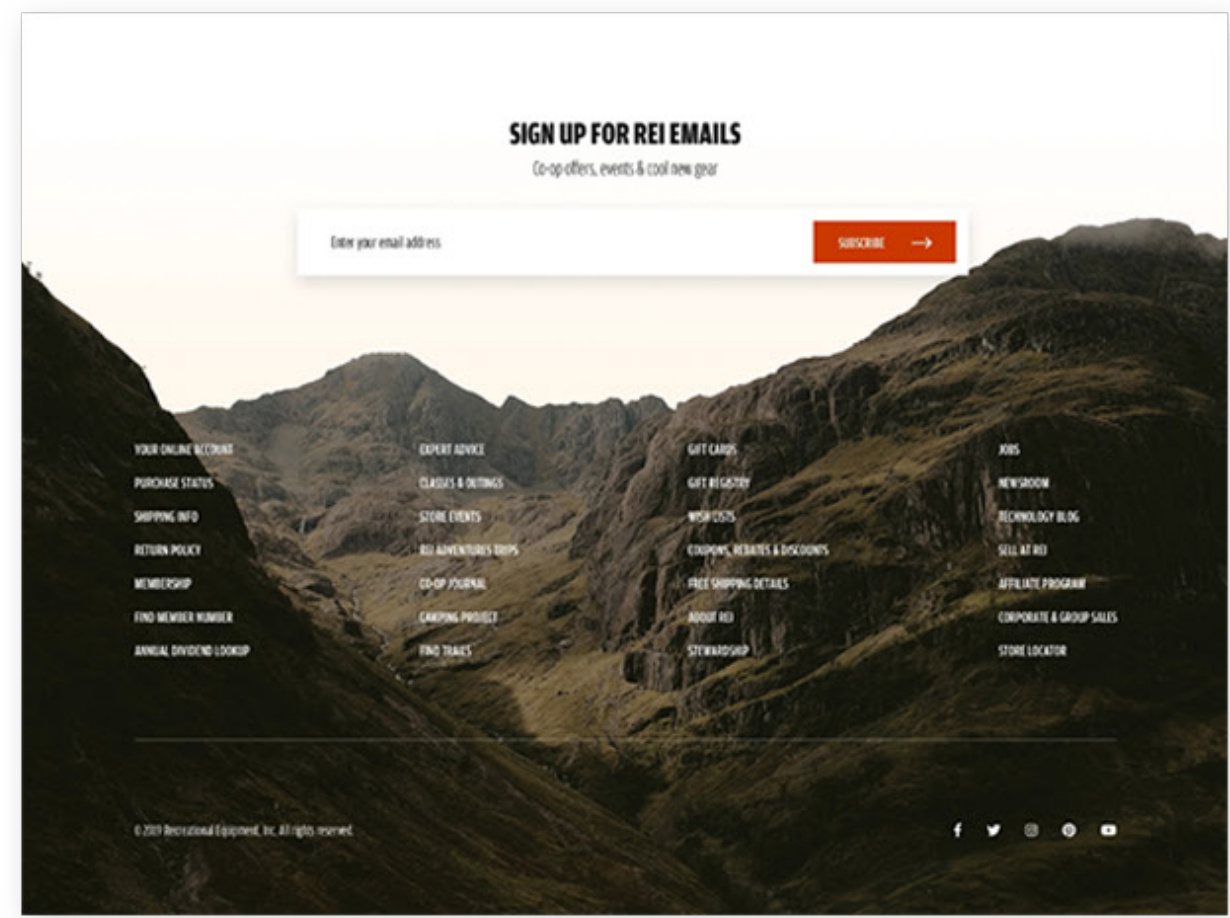 SIGN UP FOR REI EMAILS
Co-op offers, events & cool new gear
Enter your email address
SUBSCRIBE
YOUR ONLINE ACCOUNT
PURCHASE STATUS
SHIPPING INFO
RETURN POLICY
MEMBERSHIP
FIND MEMBER NUMBER
ANNUAL DIVIDEND LOOKUP
EXPERT ADVICE
CLASSES & OUTINGS
STORE EVENTS
REI ADVENTURES TRIPS
CO-OP JOURNAL
CAMPING PROJECT
FIND TRAILS
GIFT CARDS
GIFT REGISTRY
WISH LISTS
COUPONS, REBATES & DISCOUNTS
FREE SHIPPING DETAILS
ABOUT REI
STEWARDSHIP
JOBS
NEWSROOM
TECHNOLOGY BLOG
SELL AT REI
AFFILIATE PROGRAM
CORPORATE & GROUP SALES
STORE LOCATOR
© 2019 Recreational Equipment, Inc. All rights reserved.